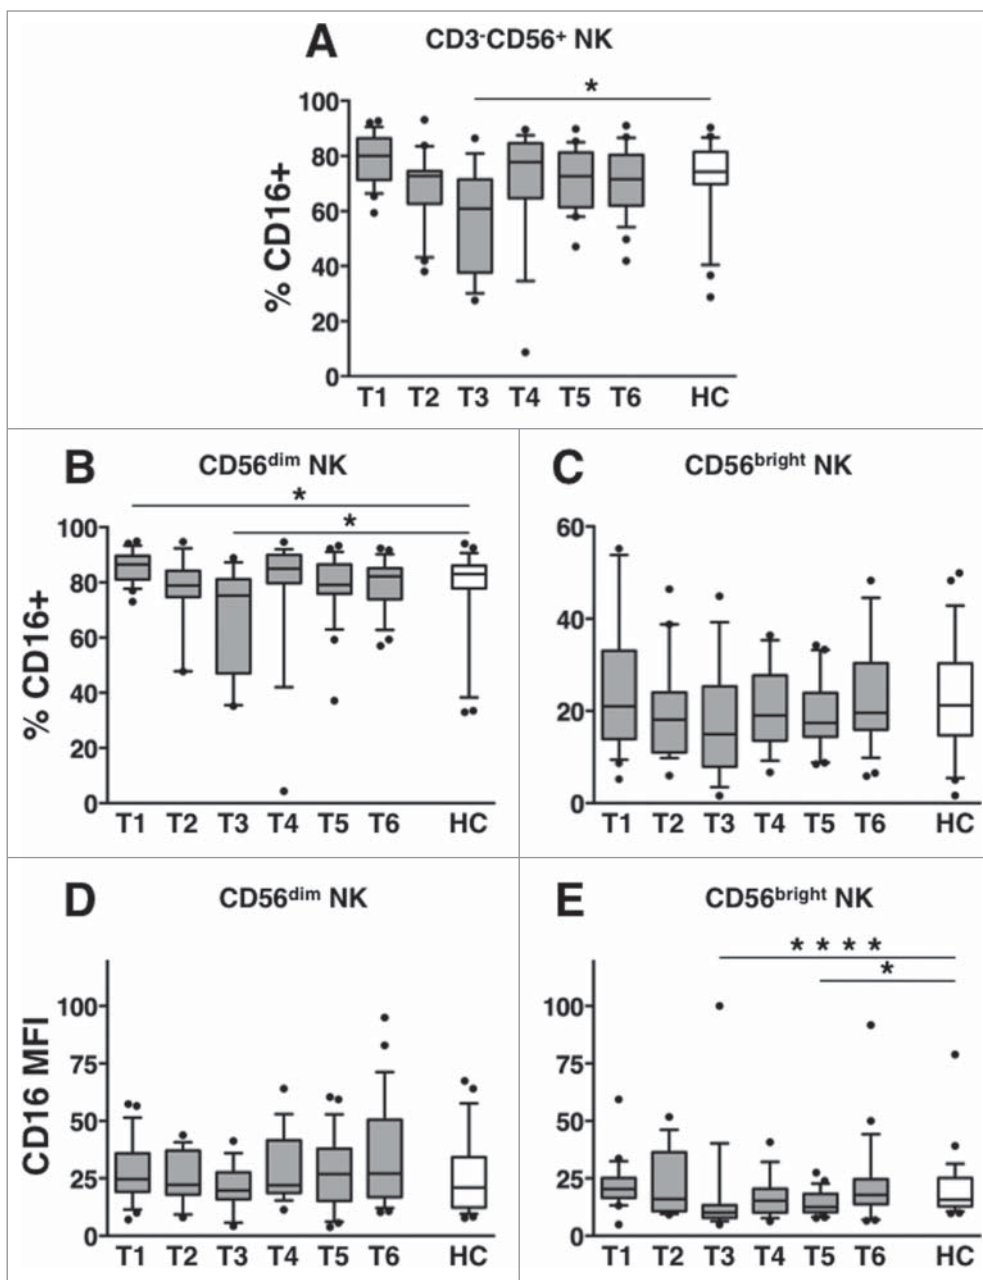 A CD3-CD56+ NK
*
% CD16+
100
80
60
40
20
0
T1 T2 T3 T4 T5 T6 HC
B CD56dim NK
*
*
% CD16+
100
80
60
40
20
0
T1 T2 T3 T4 T5 T6 HC
C CD56bright NK
60
40
20
0
T1 T2 T3 T4 T5 T6 HC
D CD56dim NK
CD16 MFI
100
75
50
25
0
T1 T2 T3 T4 T5 T6 HC
E CD56bright NK
* * * *
*
100
75
50
25
0
T1 T2 T3 T4 T5 T6 HC